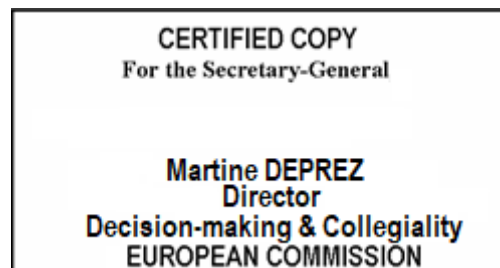 CERTIFIED COPY
For the Secretary-General
Martine DEPREZ
Director
Decision-making & Collegiality
EUROPEAN COMMISSION